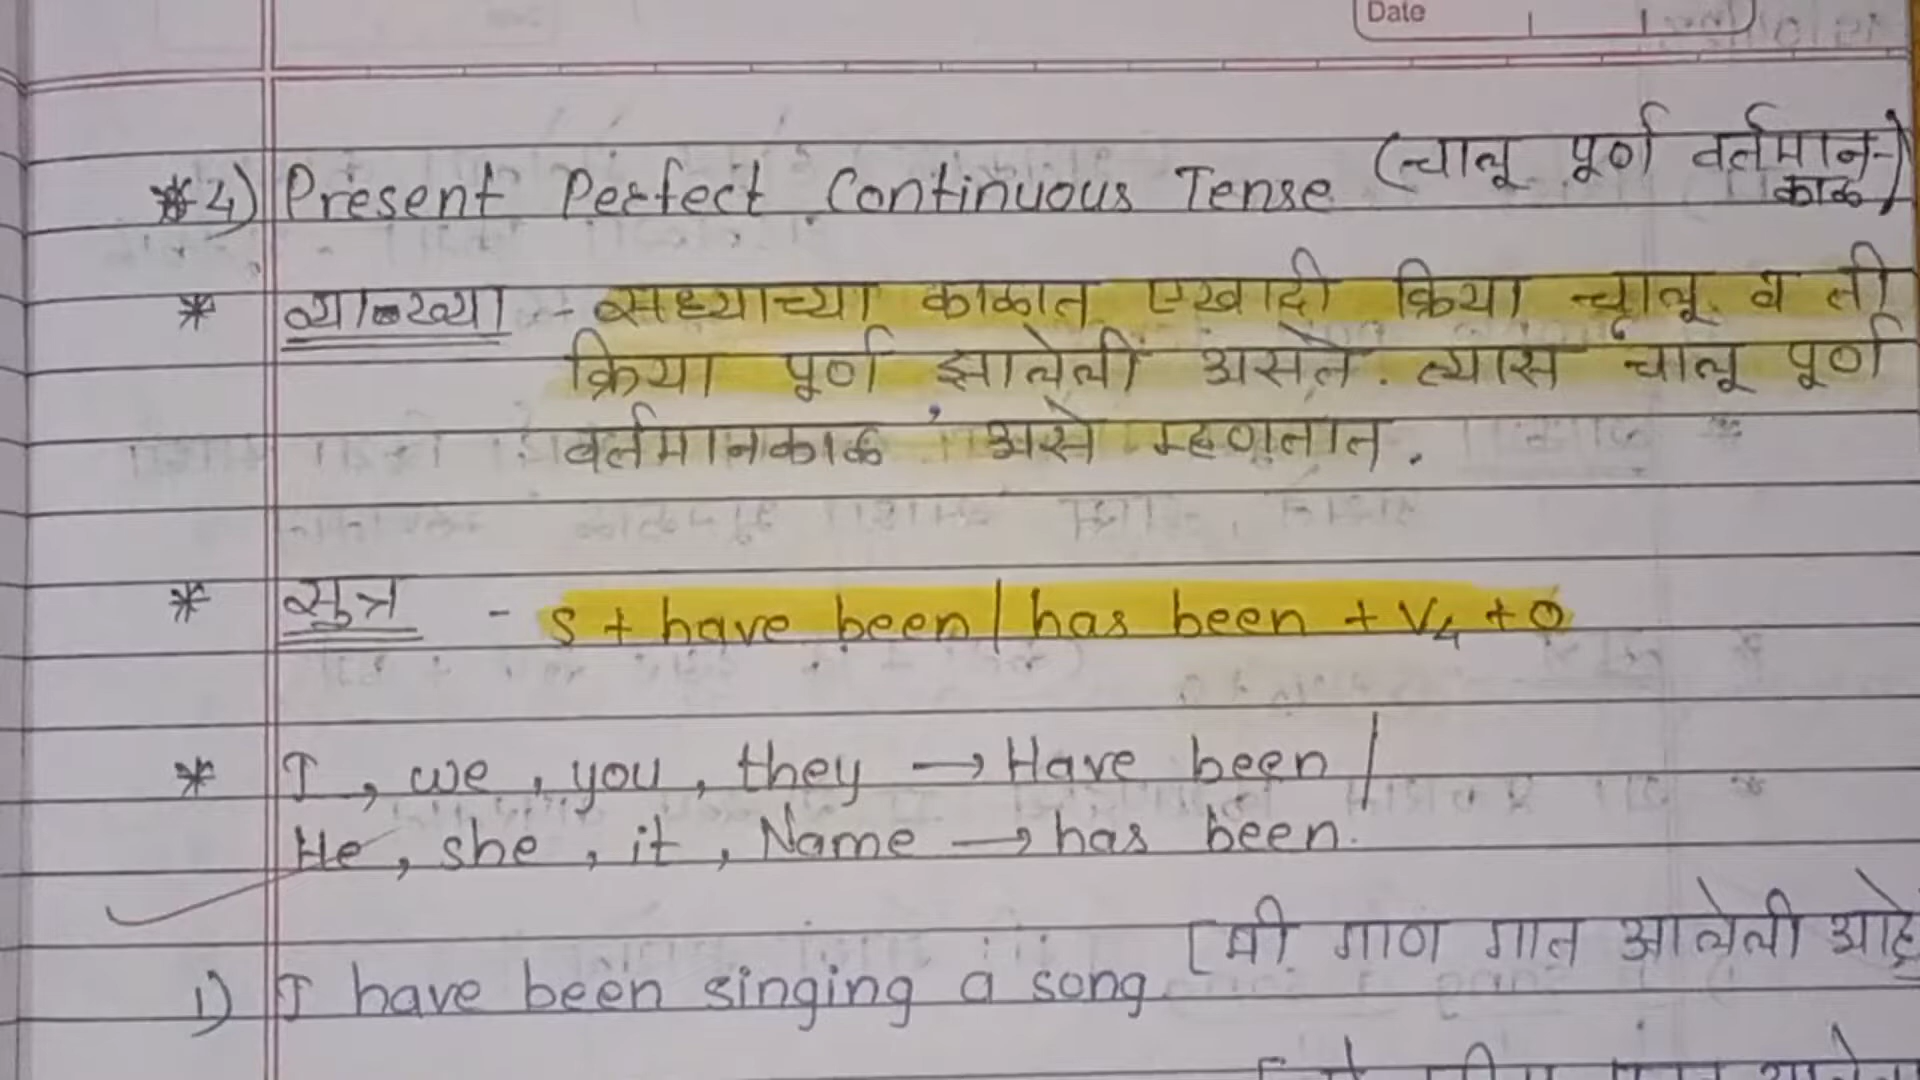 Date
*4) Present Perfect Continuous Tense (चालू पूर्ण वर्तमान-
काळ)
* व्याख्या - सध्याच्या काळात एखादी क्रिया चालू व ती
क्रिया पूर्ण झालेली असते. त्यास चालू पूर्ण
वर्तमानकाळ असे म्हणतात.
* सुत्र - S + have been / has been + V4 + O
* I, we, you, they → Have been /
He, she, it, Name → has been.
[मी गाण गात आलेली आहे
1) I have been singing a song